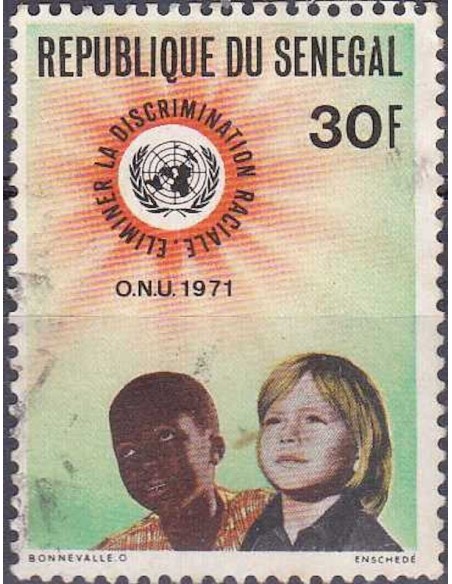 REPUBLIQUE DU SENEGAL
30F
ELIMINER LA DISCRIMINATION RACIALE.
O.N.U. 1971
BONNEVALLE.O
ENSCHEDÉ